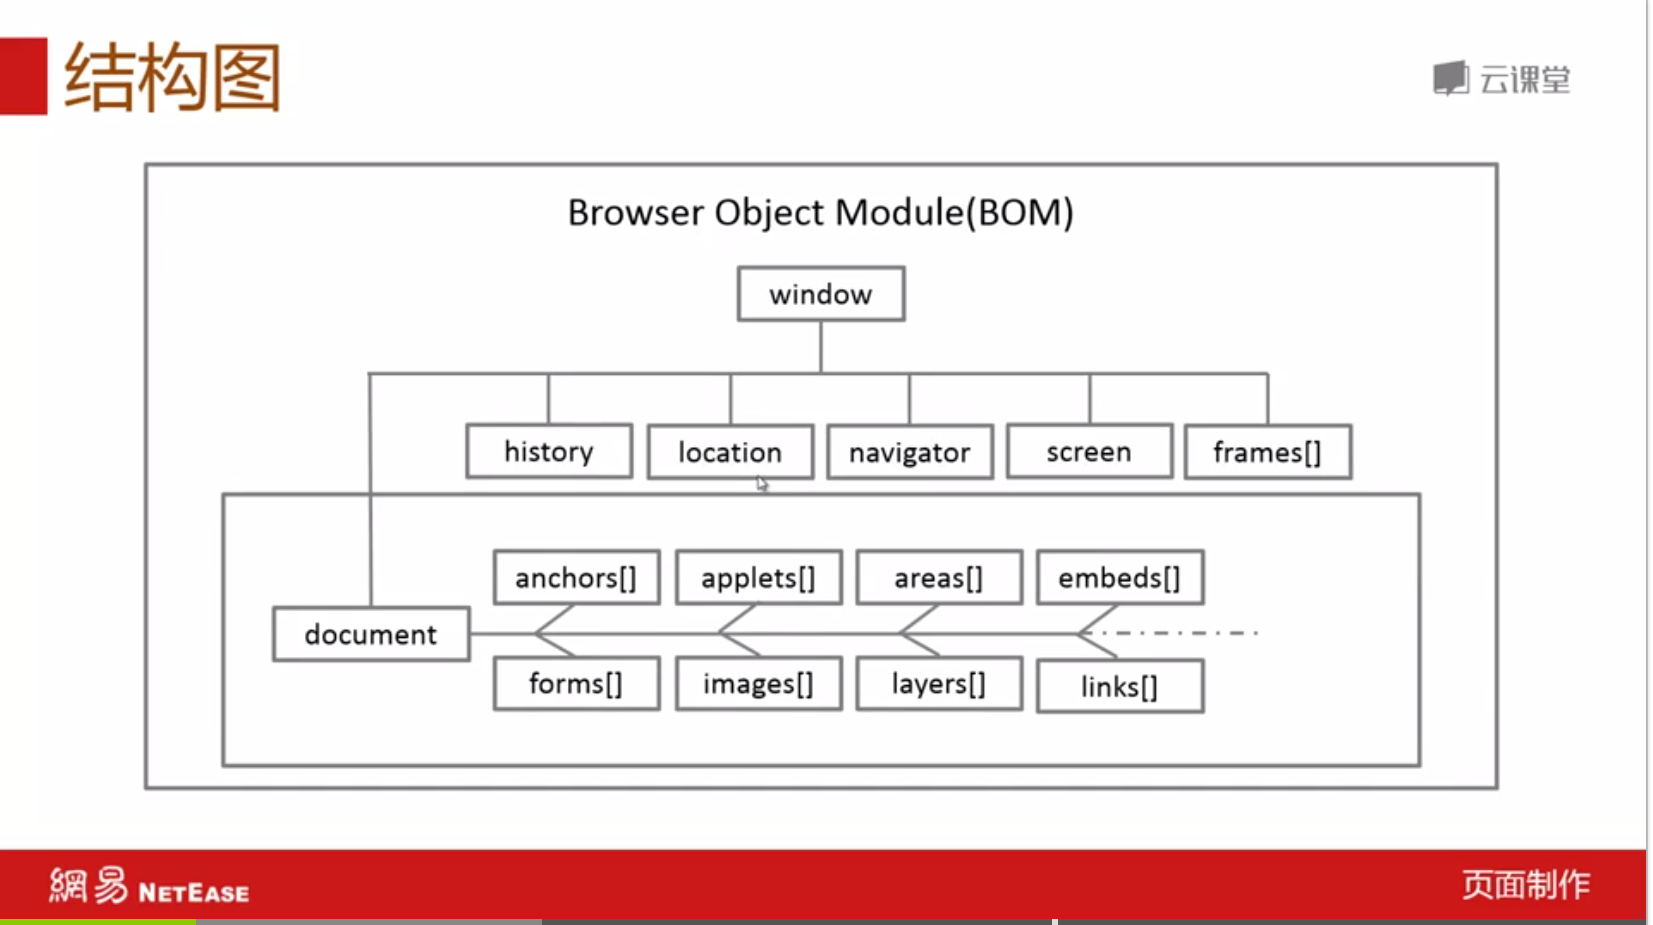 结构图
云课堂
Browser Object Module(BOM)
window
history location navigator screen frames[]
anchors[] applets[] areas[] embeds[]
document
forms[] images[] layers[] links[]
網易 NETEASE
页面制作